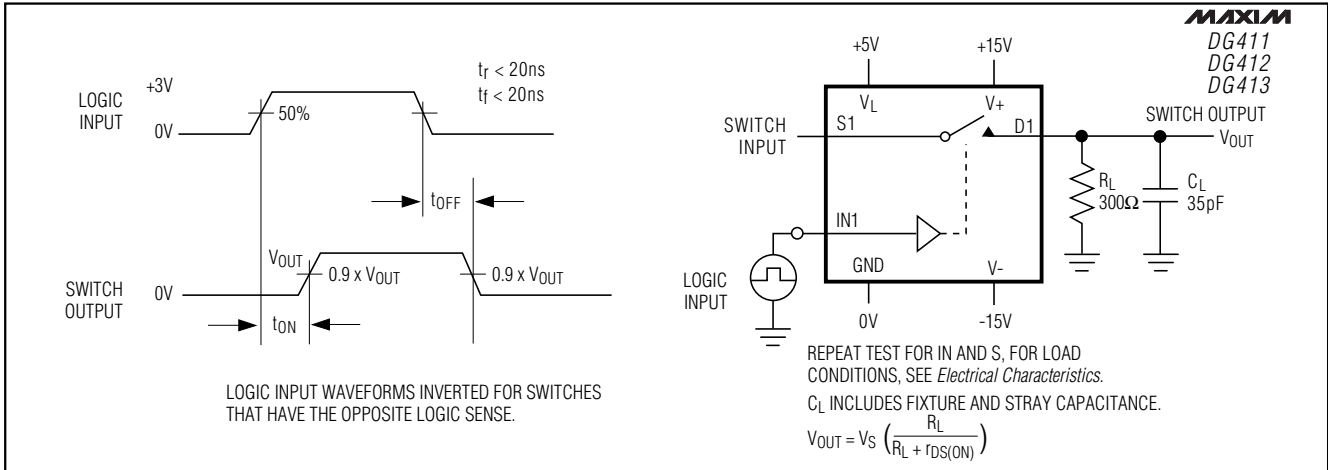 MAXIM
DG411
DG412
DG413
LOGIC
INPUT
+3V
0V
50%
tr < 20ns
tf < 20ns
tOFF
VOUT
0.9 x VOUT
0.9 x VOUT
SWITCH
OUTPUT
0V
tON
LOGIC INPUT WAVEFORMS INVERTED FOR SWITCHES
THAT HAVE THE OPPOSITE LOGIC SENSE.
+5V
+15V
VL
V+
SWITCH
INPUT
S1
D1
SWITCH OUTPUT
VOUT
RL
300Ω
CL
35pF
IN1
LOGIC
INPUT
GND
V-
0V
-15V
REPEAT TEST FOR IN AND S, FOR LOAD
CONDITIONS, SEE Electrical Characteristics.
CL INCLUDES FIXTURE AND STRAY CAPACITANCE.
VOUT = VS (RL / RL + rDS(ON))